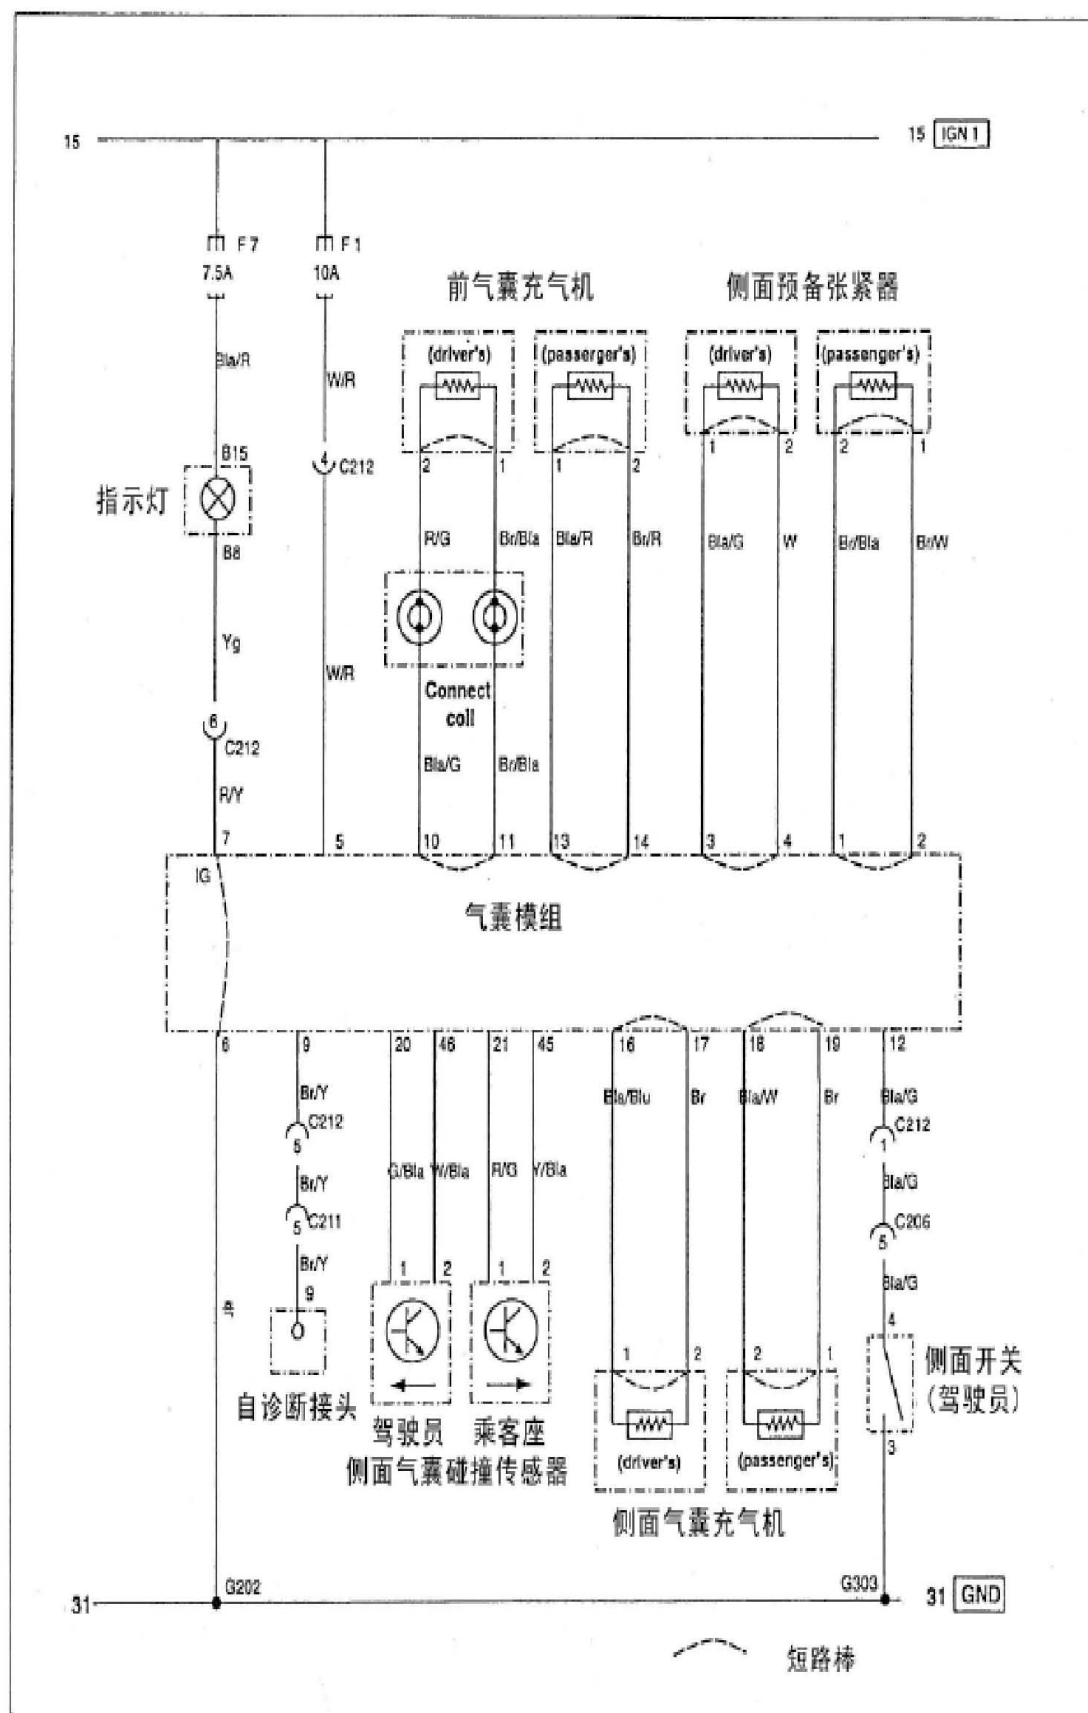 15
15 IGN 1
F 7
7.5A
F 1
10A
前气囊充气机
侧面预备张紧器
(driver's)
(passerger's)
(driver's)
(passenger's)
Bla/R
W/R
B15
4 C212
2 1 1 2
1 2 2 1
指示灯
B8
R/G Br/Bla Bla/R Br/R
Bla/G W Br/Bla Br/W
Yg
W/R
Connect
coil
6
C212
Bla/G Br/Bla
R/Y
7 5 10 11 13 14 3 4 1 2
IG
气囊模组
6 9 20 46 21 45 16 17 18 19 12
Br/Y
Bla/Blu Br Bla/W Br Bla/G
C212
6
C212
1
Br/Y
G/Bla W/Bla R/G Y/Bla
Bla/G
C211
5
C206
5
Br/Y
Bla/G
9
1 2 1 2
4
1 2 2 1
侧面开关
(驾驶员)
3
自诊断接头
驾驶员 乘客座
侧面气囊碰撞传感器
(driver's)
(passenger's)
侧面气囊充气机
G202
G303
31
31 GND
短路棒